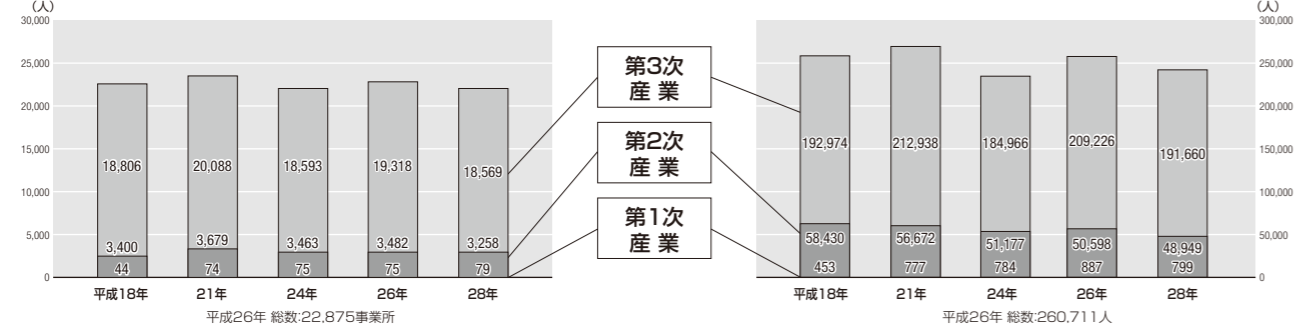 (人)
30,000
25,000
20,000
15,000
10,000
5,000
0
18,806
20,088
18,593
19,318
18,569
3,400
3,679
3,463
3,482
3,258
44
74
75
75
79
平成18年
21年
24年
26年
28年
平成26年 総数:22,875事業所
第3次
産 業
第2次
産 業
第1次
産 業
(人)
300,000
250,000
200,000
150,000
100,000
50,000
0
192,974
212,938
184,966
209,226
191,660
58,430
56,672
51,177
50,598
48,949
453
777
784
887
799
平成18年
21年
24年
26年
28年
平成26年 総数:260,711人